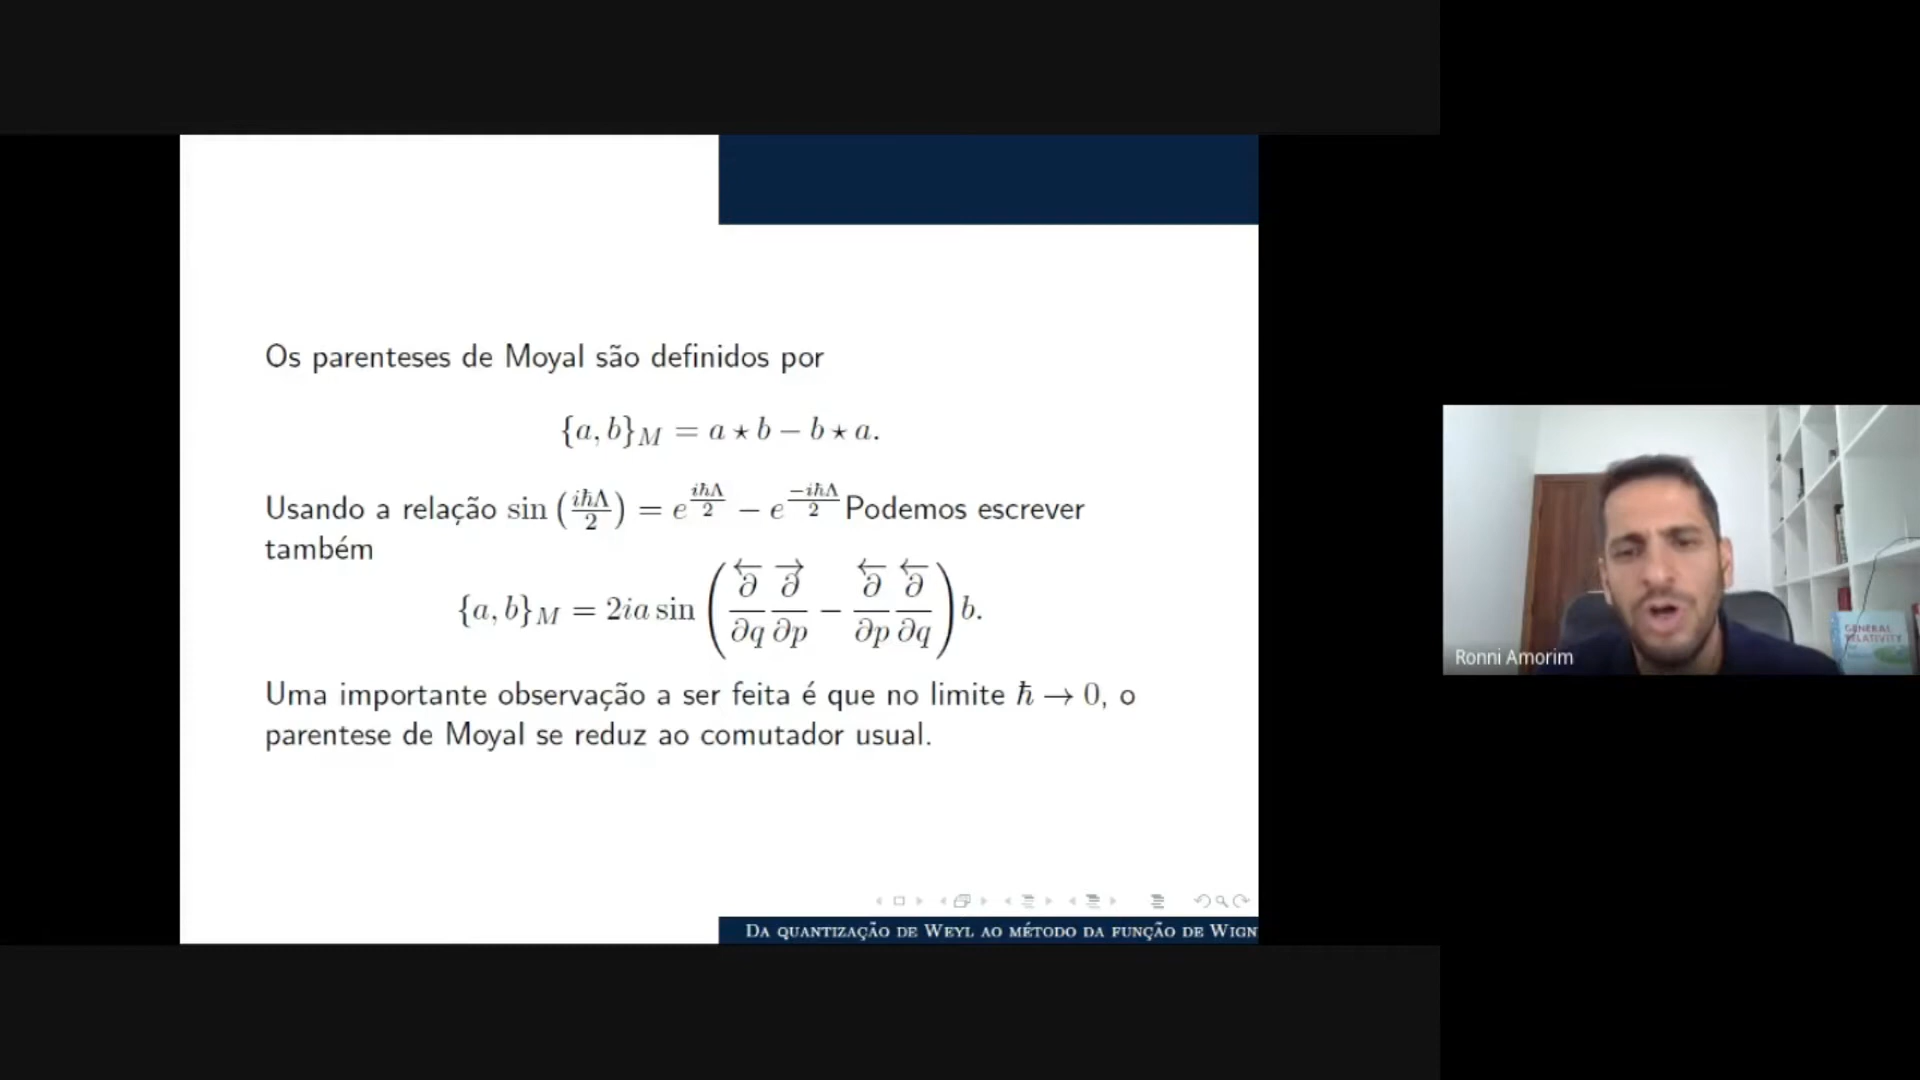 Os parenteses de Moyal são definidos por
{a, b}_M = a ⋆ b − b ⋆ a.
Usando a relação sin (iħΛ/2) = e^{iħΛ/2} − e^{−iħΛ/2} Podemos escrever
também
{a, b}_M = 2ia sin (←∂/∂q →∂/∂p − ←∂/∂p ←∂/∂q) b.
Uma importante observação a ser feita é que no limite ħ → 0, o
parentese de Moyal se reduz ao comutador usual.
Da quantização de Weyl ao método da função de Wign
Ronni Amorim
GENERAL
RELATIVITY